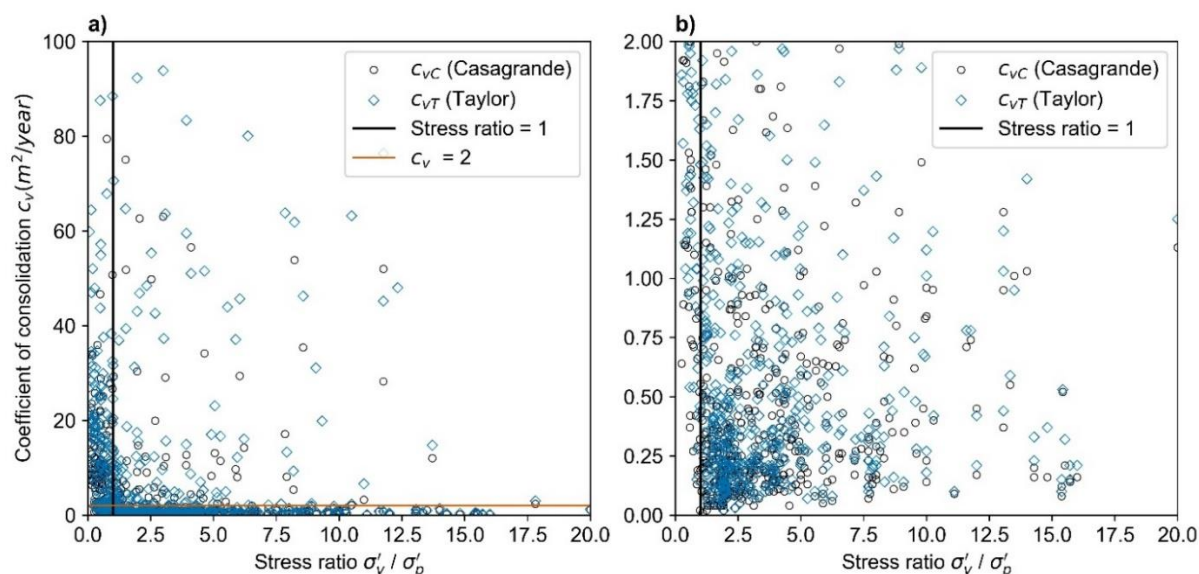 a)
Coefficient of consolidation cᵥ(m²/year)
100
80
60
40
20
0
c_vC (Casagrande)
c_vT (Taylor)
Stress ratio = 1
c_v = 2
0.0 2.5 5.0 7.5 10.0 12.5 15.0 17.5 20.0
Stress ratio σ′_v / σ′_p
b)
2.00
1.75
1.50
1.25
1.00
0.75
0.50
0.25
0.00
c_vC (Casagrande)
c_vT (Taylor)
Stress ratio = 1
0.0 2.5 5.0 7.5 10.0 12.5 15.0 17.5 20.0
Stress ratio σ′_v / σ′_p